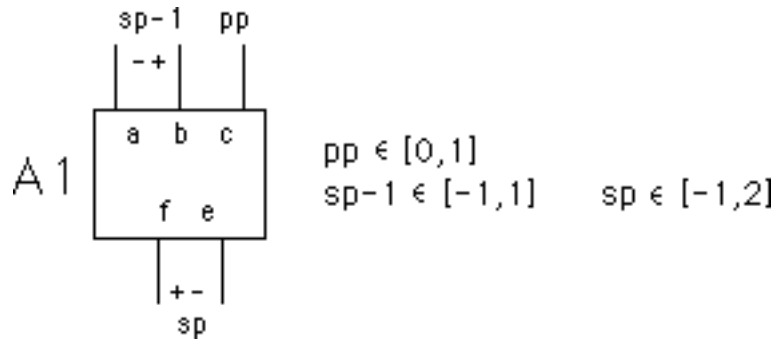 sp-1 pp
- +
a b c
A1
f e
+ -
sp
pp ϵ [0,1]
sp-1 ϵ [-1,1] sp ϵ [-1,2]